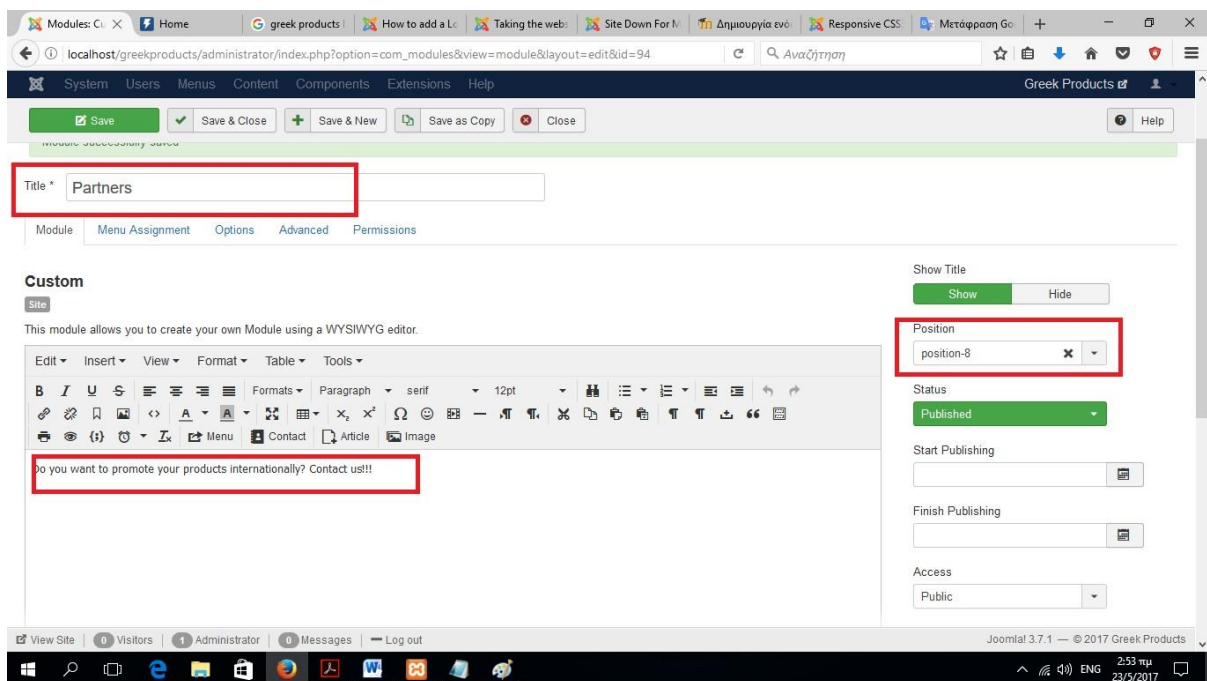 Modules: Cu
Home
greek products
How to add a Lo
Taking the webs
Site Down For M
Δημιουργία ενό
Responsive CSS
Μετάφραση Go
localhost/greekproducts/administrator/index.php?option=com_modules&view=module&layout=edit&id=94
Αναζήτηση
System Users Menus Content Components Extensions Help
Greek Products
Save
Save & Close
Save & New
Save as Copy
Close
Help
Module successfully saved
Title * Partners
Module Menu Assignment Options Advanced Permissions
Custom
Site
This module allows you to create your own Module using a WYSIWYG editor.
Edit Insert View Format Table Tools
B I U S Formats Paragraph serif 12pt
Menu Contact Article Image
Do you want to promote your products internationally? Contact us!!!
Show Title
Show Hide
Position
position-8
Status
Published
Start Publishing
Finish Publishing
Access
Public
View Site 0 Visitors 1 Administrator 0 Messages Log out
Joomla! 3.7.1 — © 2017 Greek Products
ENG
2:53 πμ
23/5/2017